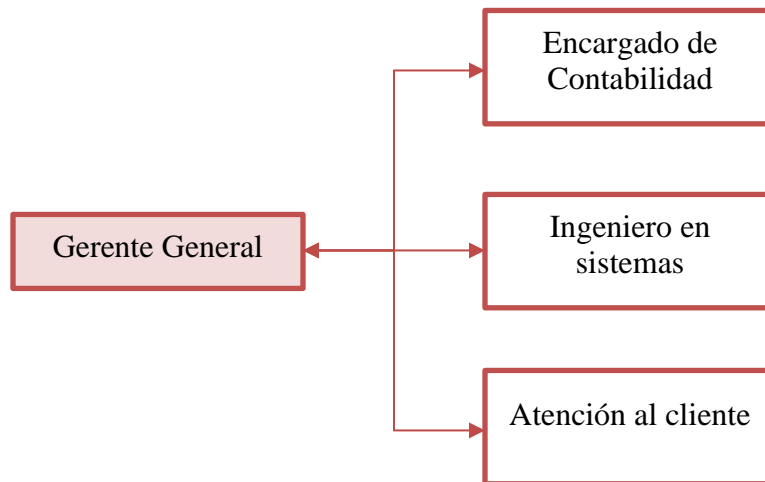 Encargado de
Contabilidad
Gerente General
Ingeniero en
sistemas
Atención al cliente